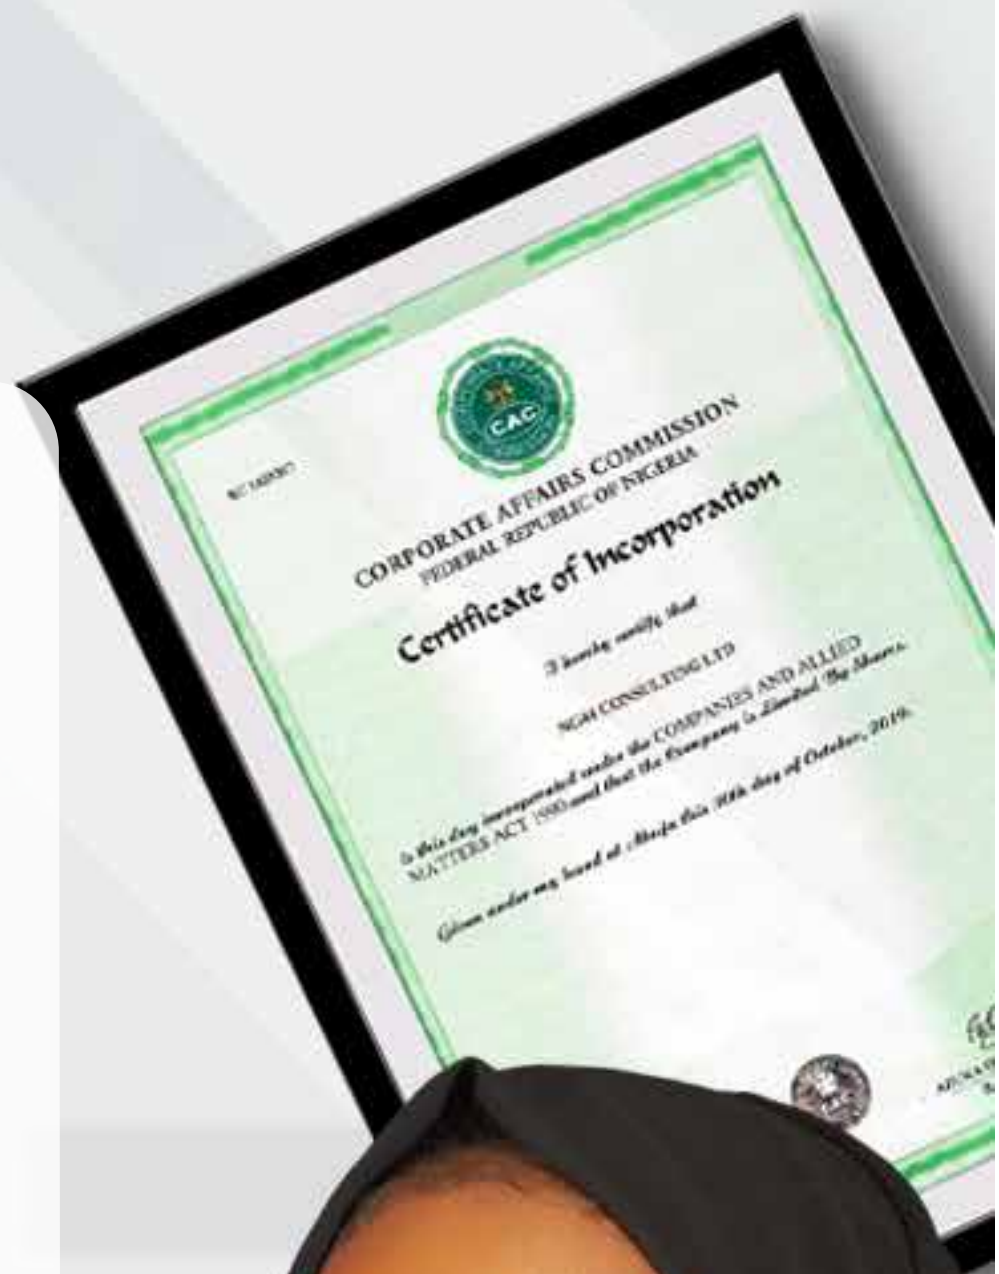 CAC
CORPORATE AFFAIRS COMMISSION
FEDERAL REPUBLIC OF NIGERIA
Certificate of Incorporation
I hereby certify that
CONSULTING LTD
is this day incorporated under the COMPANIES AND ALLIED
MATTERS ACT 1990 and that the Company is Limited By Shares.
Given under my hand at Abuja this day of October, 2019.